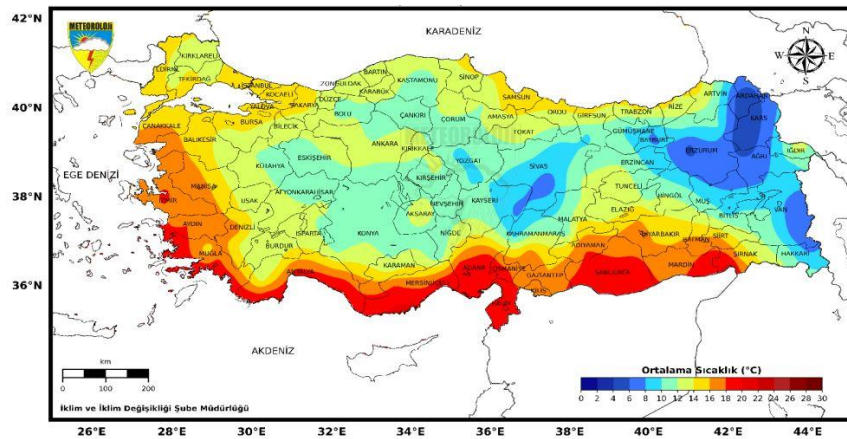 42°N
40°N
38°N
36°N
METEOROLOJİ
KARADENİZ
N
W E
S
EGE DENİZİ
AKDENİZ
KIRKLARELİ
EDİRNE
TEKİRDAĞ
İSTANBUL
KOCAELİ
YALOVA
SAKARYA
DÜZCE
ZONGULDAK
BARTIN
KARABÜK
KASTAMONU
SİNOP
SAMSUN
BOLU
ÇANKIRI
ÇORUM
AMASYA
ORDU
GİRESUN
TRABZON
RİZE
ARTVİN
ARDAHAN
KARS
ÇANAKKALE
BALIKESİR
BURSA
BİLECİK
ESKİŞEHİR
ANKARA
KIRIKKALE
METEOROLOJİ
TOKAT
GÜMÜŞHANE
BAYBURT
ERZURUM
AĞRI
IĞDIR
KÜTAHYA
YOZGAT
SİVAS
ERZİNCAN
MANİSA
İZMİR
UŞAK
AFYONKARAHİSAR
KIRŞEHİR
NEVŞEHİR
KAYSERİ
TUNCELİ
BİNGÖL
MUŞ
BİTLİS
VAN
AYDIN
DENİZLİ
ISPARTA
BURDUR
KONYA
AKSARAY
NİĞDE
KAHRAMANMARAŞ
MALATYA
ELAZIĞ
ADIYAMAN
DİYARBAKIR
BATMAN
SİİRT
ŞIRNAK
HAKKARİ
MUĞLA
ANTALYA
KARAMAN
MERSİN
ADANA
OSMANİYE
GAZİANTEP
KİLİS
ŞANLIURFA
MARDİN
HATAY
km
0 100 200
İklim ve İklim Değişikliği Şube Müdürlüğü
Ortalama Sıcaklık (°C)
0 2 4 6 8 10 12 14 16 18 20 22 24 26 28 30
26°E 28°E 30°E 32°E 34°E 36°E 38°E 40°E 42°E 44°E